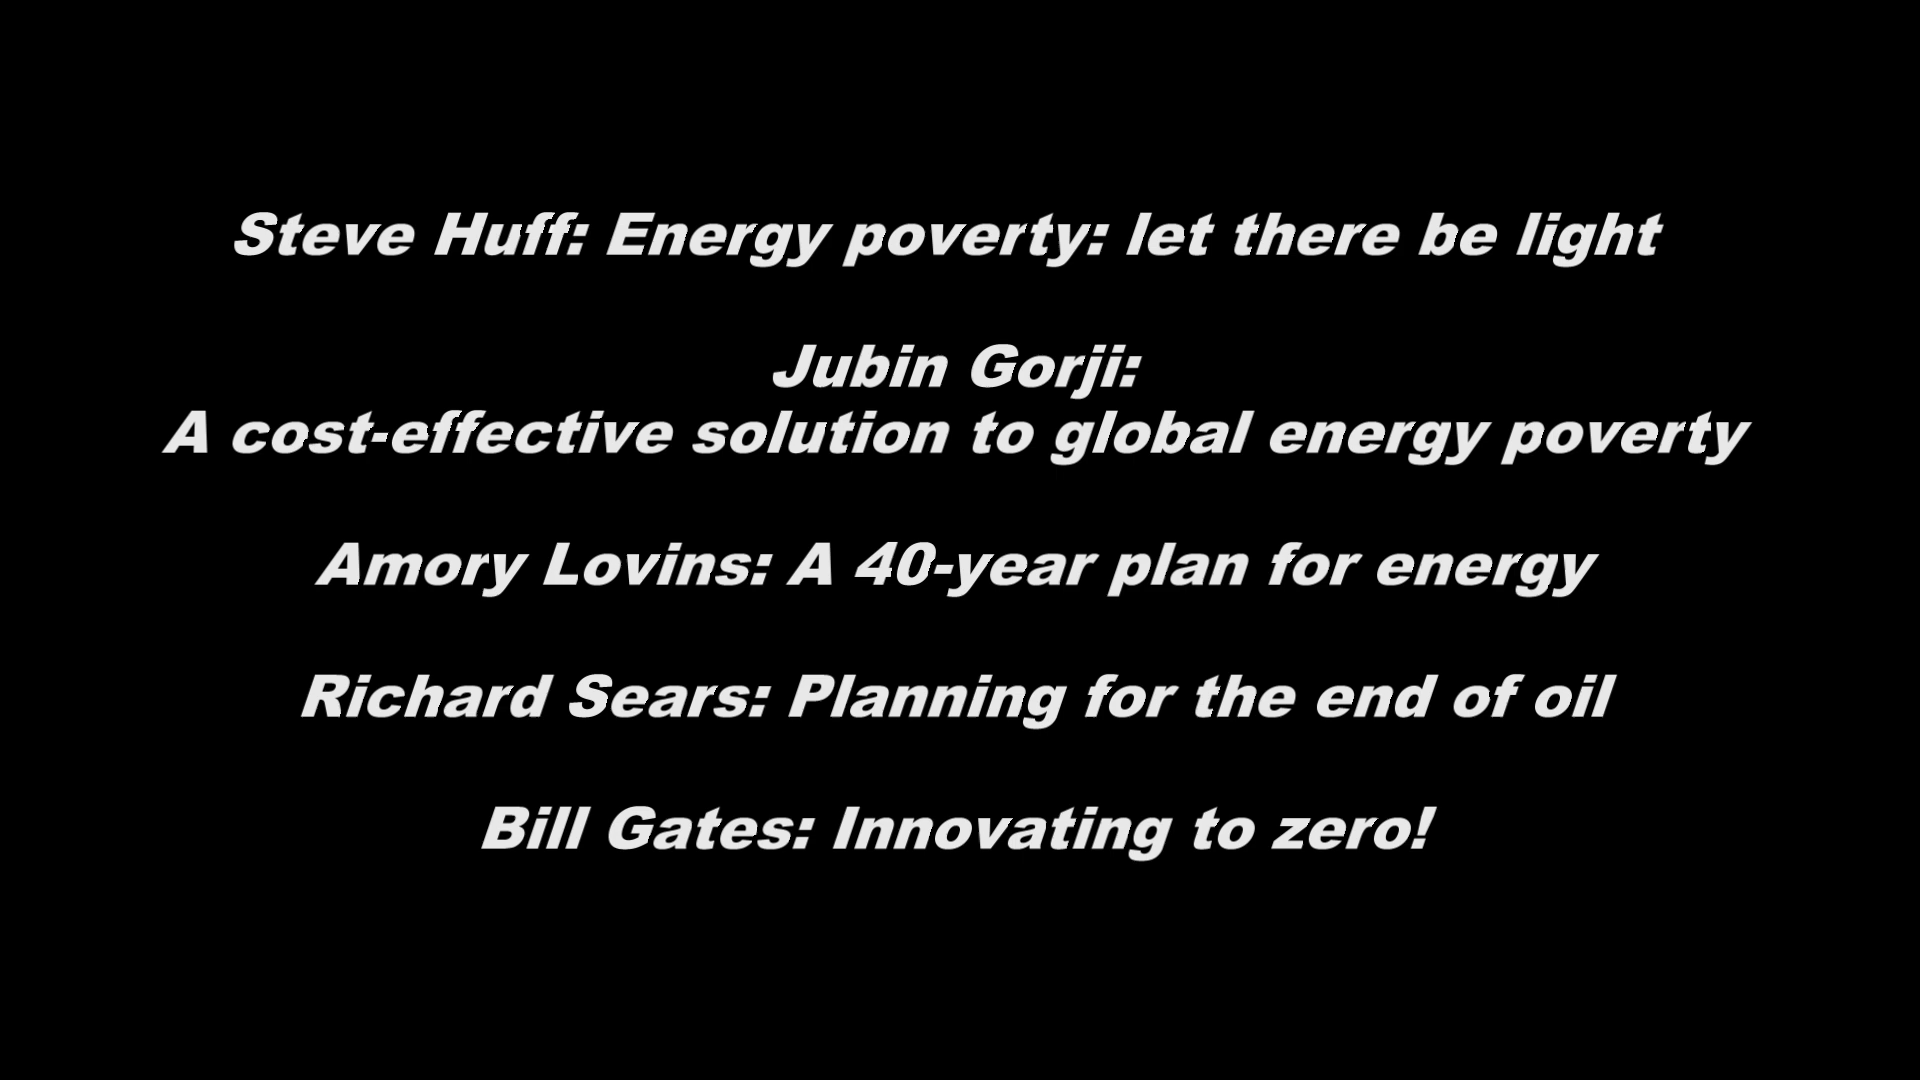 Steve Huff: Energy poverty: let there be light
Jubin Gorji:
A cost-effective solution to global energy poverty
Amory Lovins: A 40-year plan for energy
Richard Sears: Planning for the end of oil
Bill Gates: Innovating to zero!